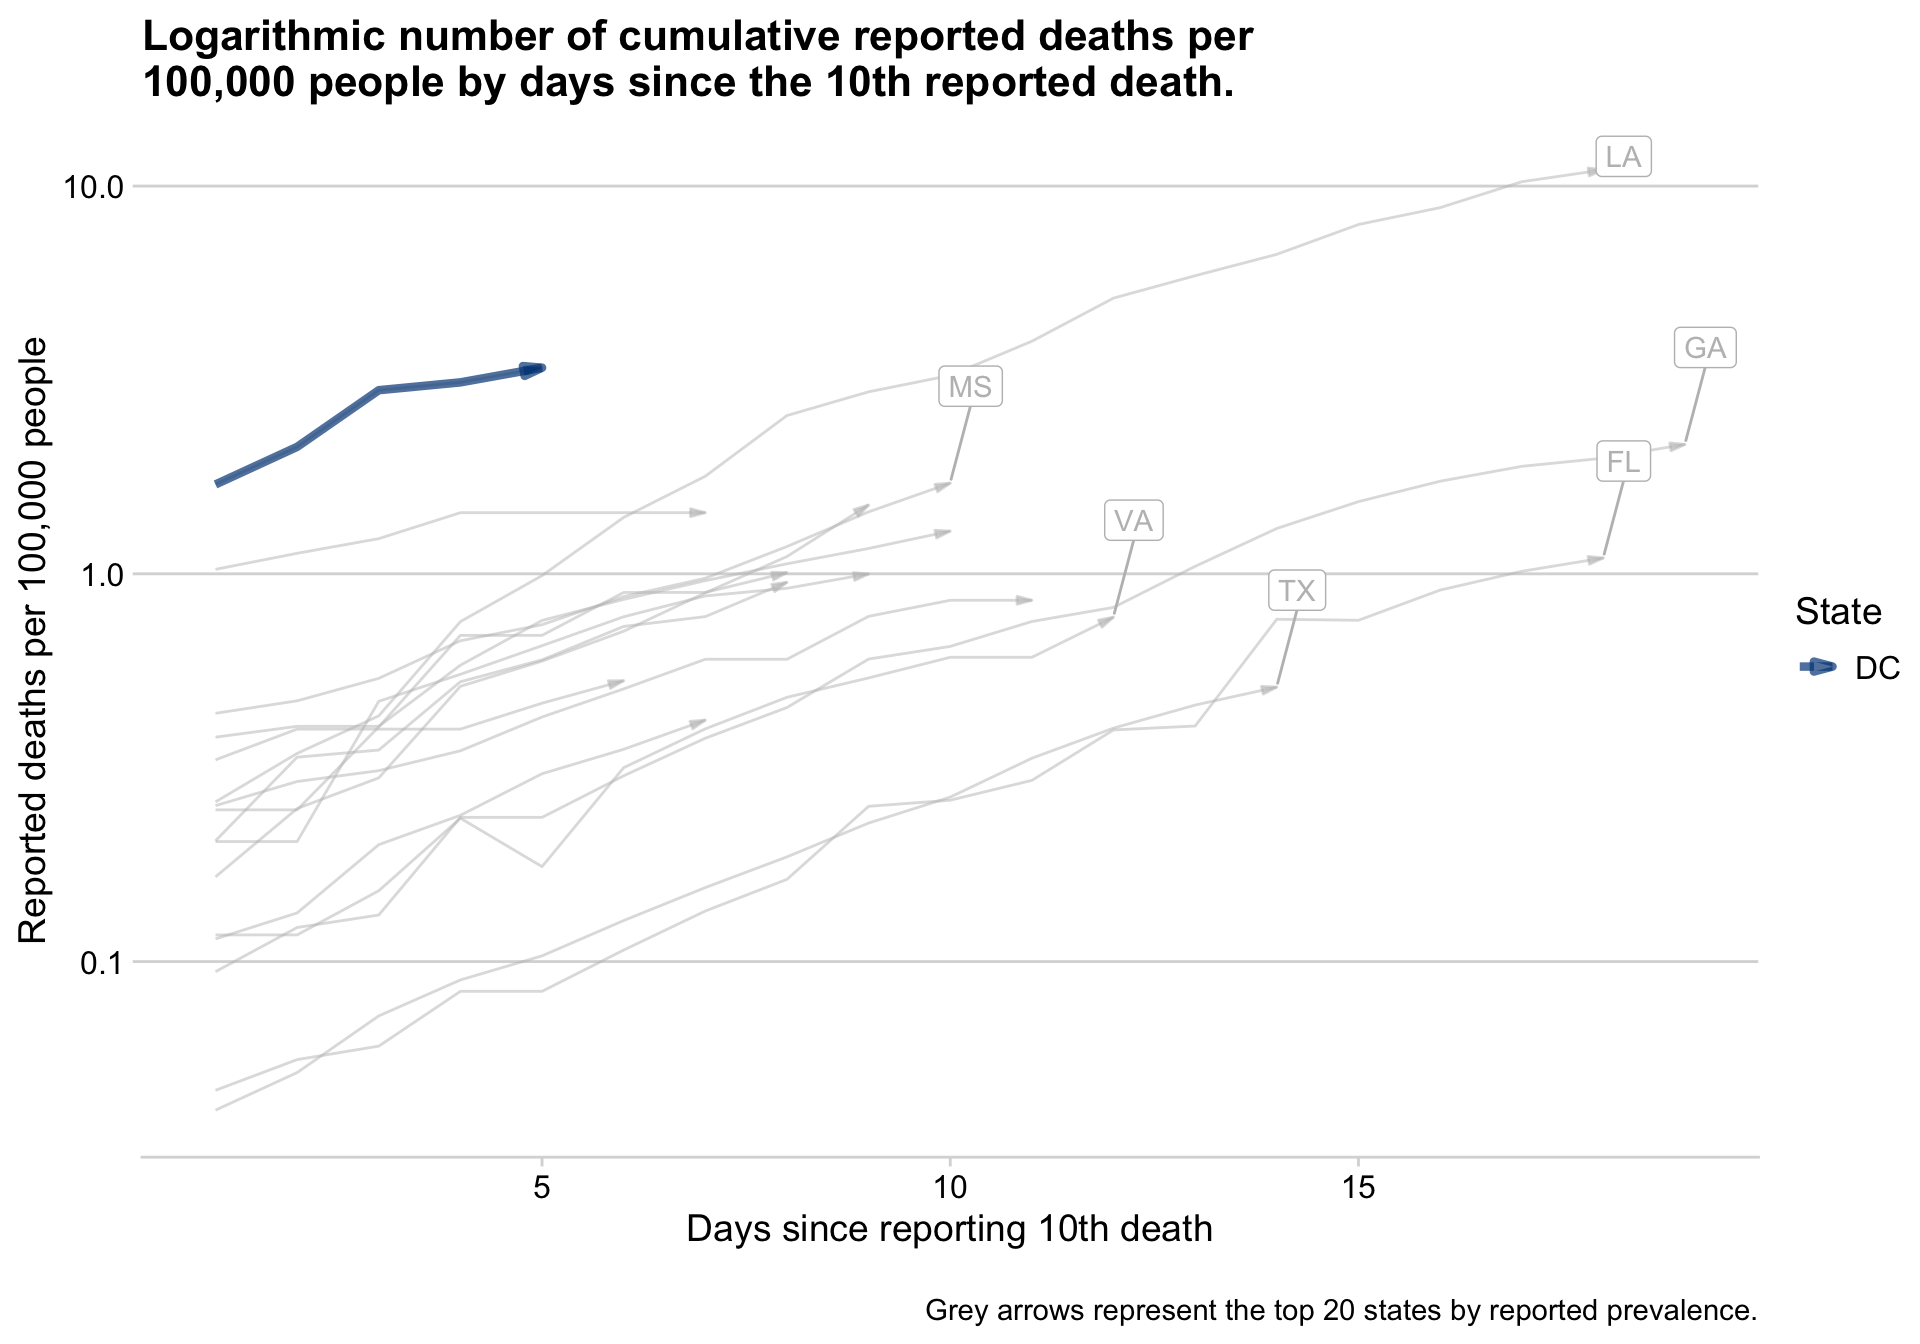 Logarithmic number of cumulative reported deaths per
100,000 people by days since the 10th reported death.
LA
10.0
GA
MS
FL
VA
1.0
TX
Reported deaths per 100,000 people
State
DC
0.1
5
10
15
Days since reporting 10th death
Grey arrows represent the top 20 states by reported prevalence.